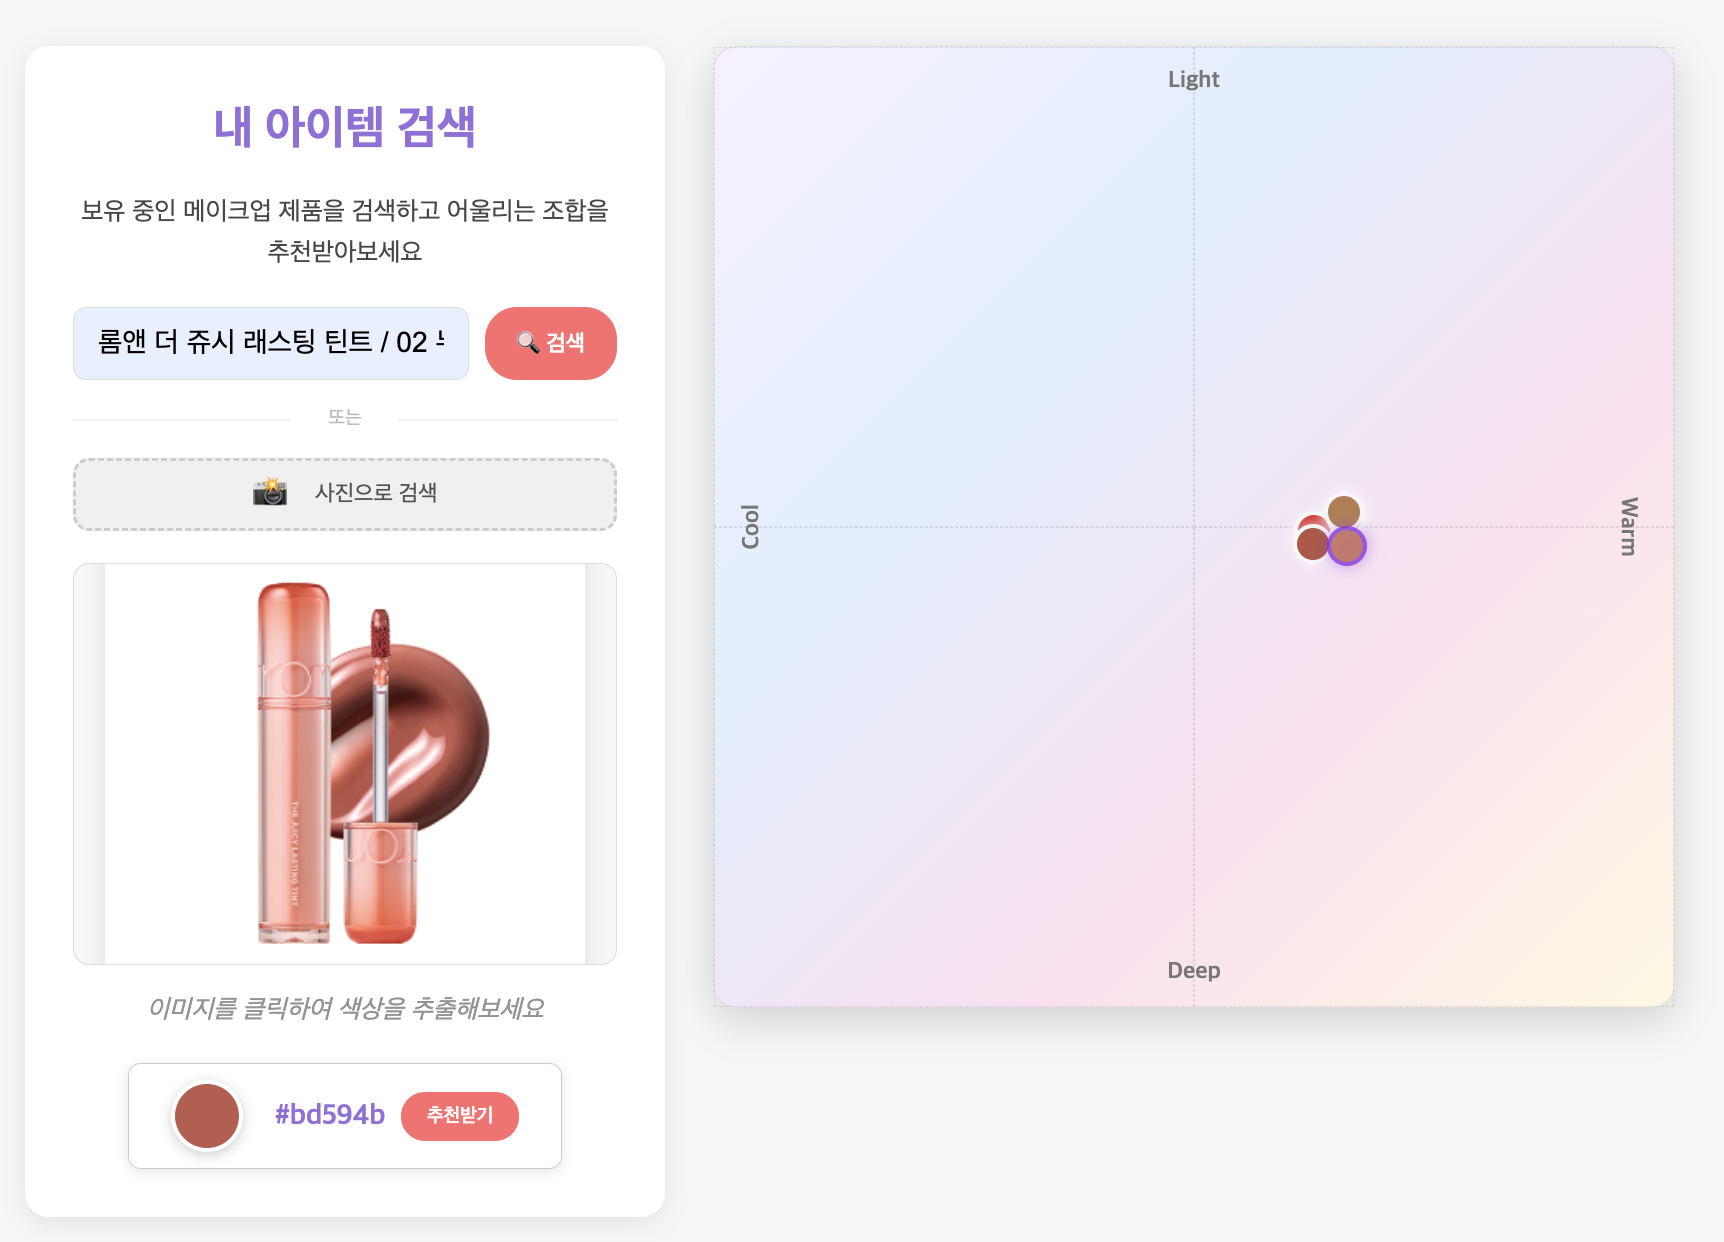 내 아이템 검색
보유 중인 메이크업 제품을 검색하고 어울리는 조합을
추천받아보세요
롬앤 더 쥬시 래스팅 틴트 / 02
검색
또는
사진으로 검색
THE JUICY LASTING TINT
이미지를 클릭하여 색상을 추출해보세요
#bd594b
추천받기
Light
Cool
Warm
Deep